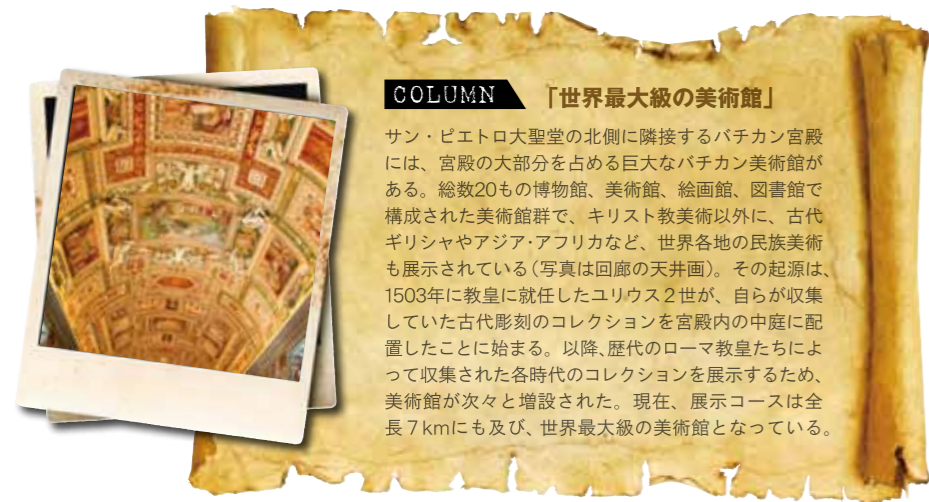 COLUMN 「世界最大級の美術館」
サン・ピエトロ大聖堂の北側に隣接するバチカン宮殿
には、宮殿の大部分を占める巨大なバチカン美術館が
ある。総数20もの博物館、美術館、絵画館、図書館で
構成された美術館群で、キリスト教美術以外に、古代
ギリシャやアジア・アフリカなど、世界各地の民族美術
も展示されている（写真は回廊の天井画）。その起源は、
1503年に教皇に就任したユリウス２世が、自らが収集
していた古代彫刻のコレクションを宮殿内の中庭に配
置したことに始まる。以降、歴代のローマ教皇たちによ
って収集された各時代のコレクションを展示するため、
美術館が次々と増設された。現在、展示コースは全
長７kmにも及び、世界最大級の美術館となっている。